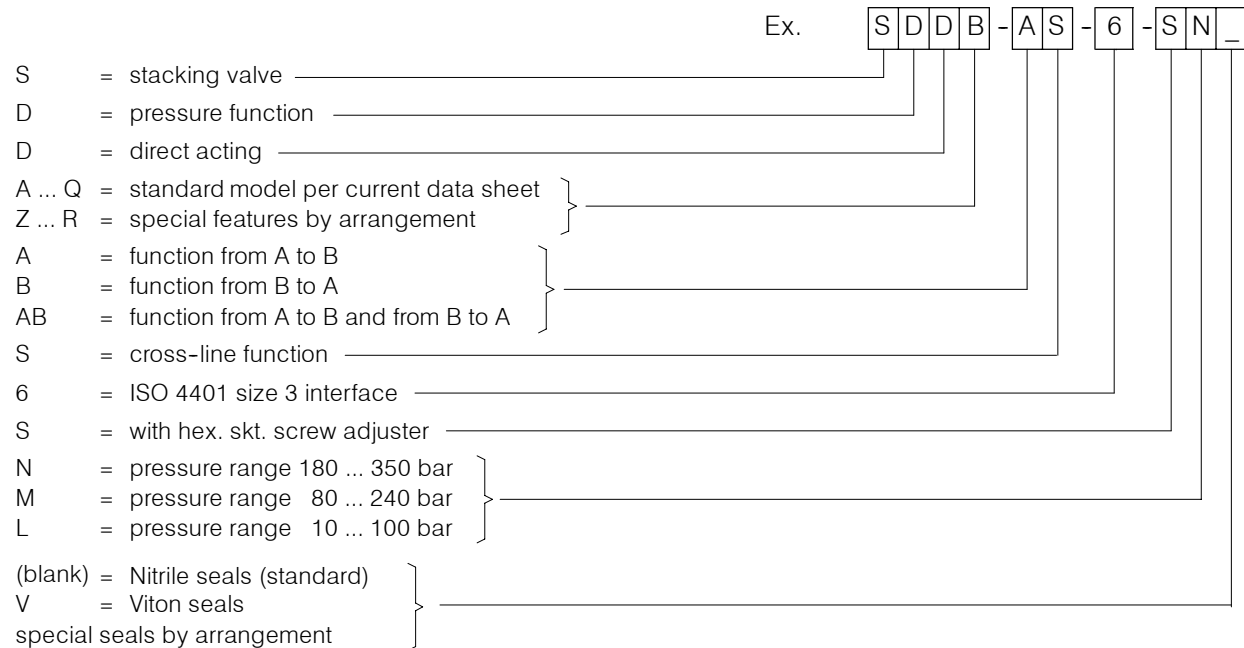 Ex. SDDB-AS-6-SN_
S = stacking valve
D = pressure function
D = direct acting
A ... Q = standard model per current data sheet
Z ... R = special features by arrangement
A = function from A to B
B = function from B to A
AB = function from A to B and from B to A
S = cross-line function
6 = ISO 4401 size 3 interface
S = with hex. skt. screw adjuster
N = pressure range 180 ... 350 bar
M = pressure range 80 ... 240 bar
L = pressure range 10 ... 100 bar
(blank) = Nitrile seals (standard)
V = Viton seals
special seals by arrangement